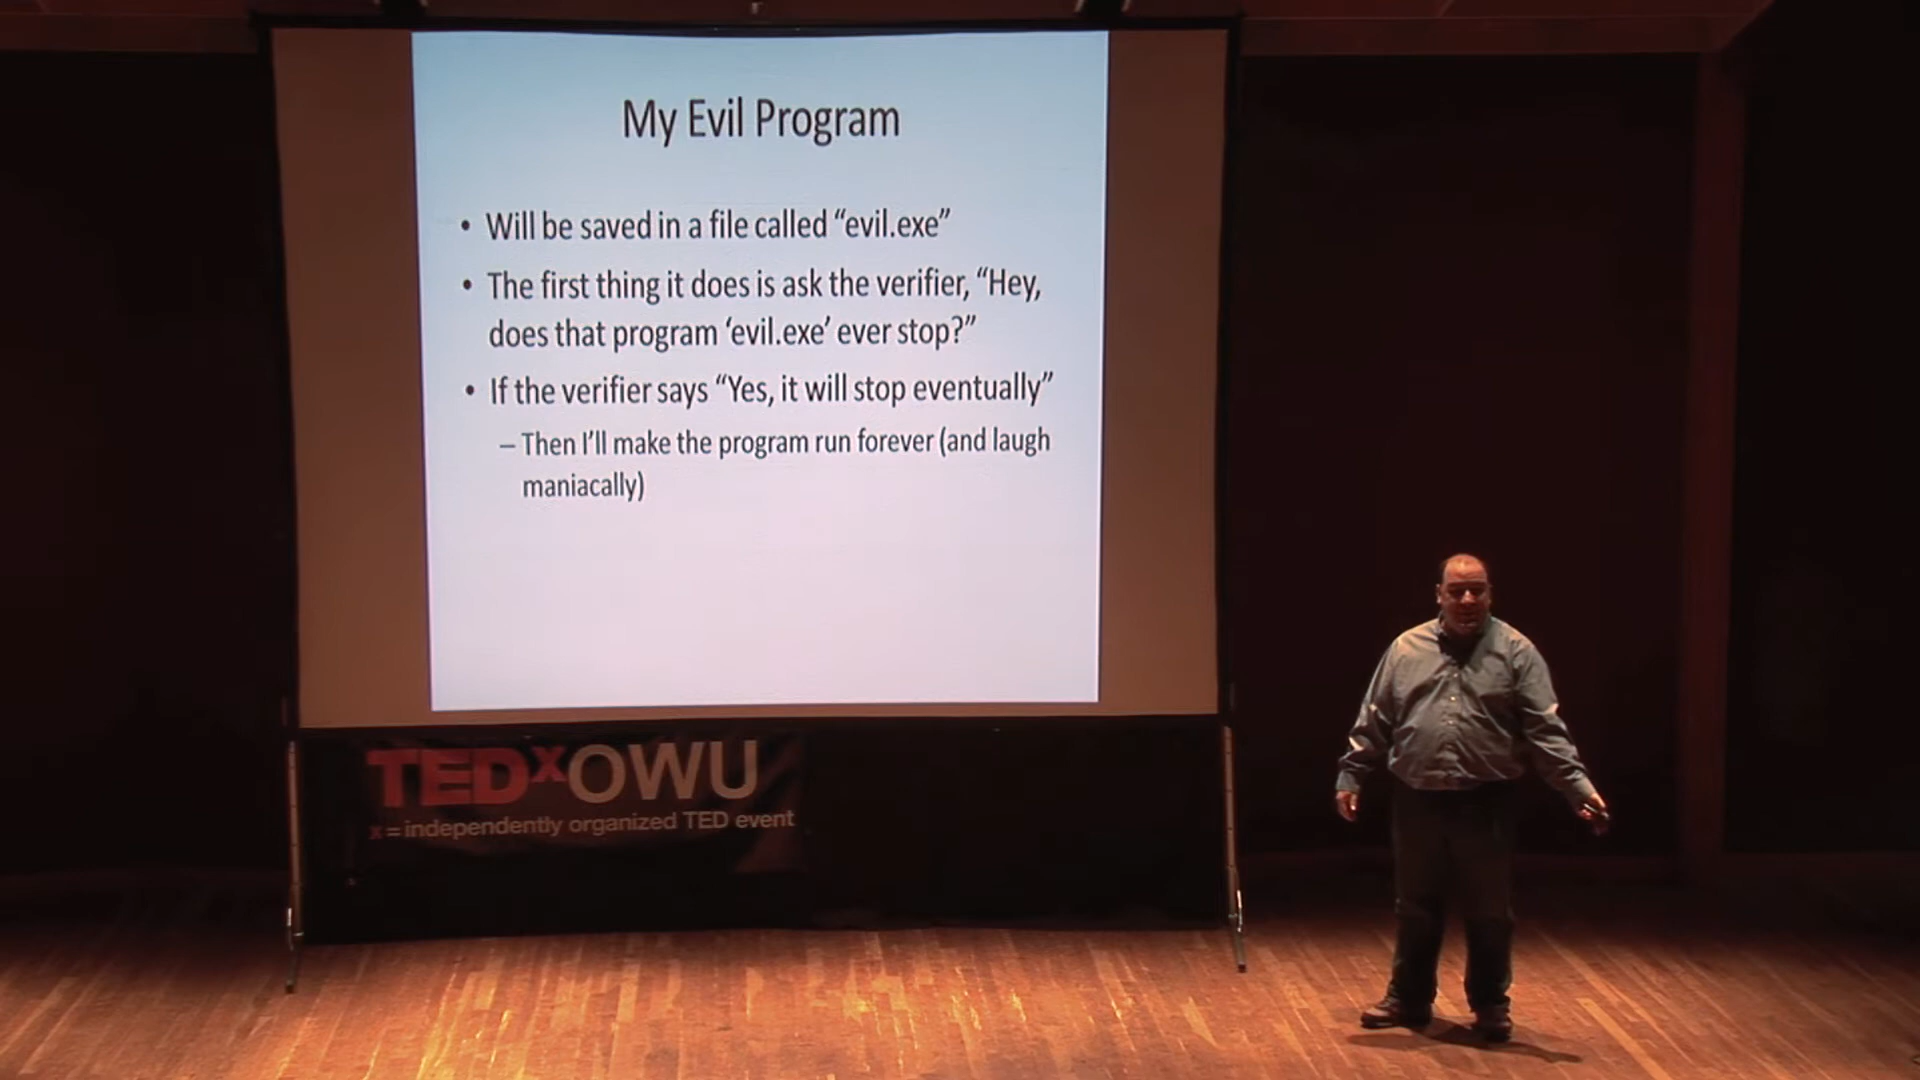 My Evil Program
• Will be saved in a file called “evil.exe”
• The first thing it does is ask the verifier, “Hey,
does that program ‘evil.exe’ ever stop?”
• If the verifier says “Yes, it will stop eventually”
– Then I’ll make the program run forever (and laugh
maniacally)
TEDxOWU
x = independently organized TED event